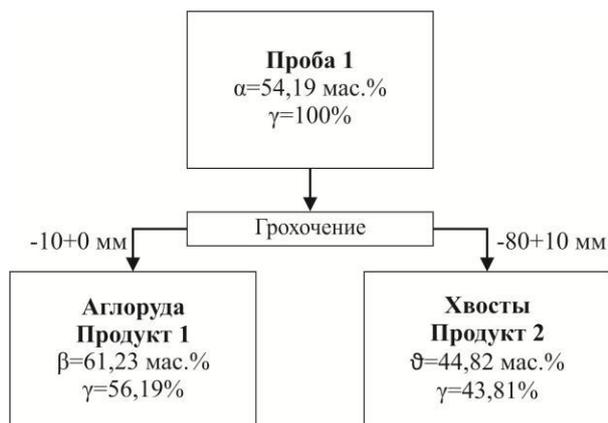 Проба 1
α=54,19 мас.%
γ=100%
Грохочение
-10+0 мм
-80+10 мм
Аглоруда
Продукт 1
β=61,23 мас.%
γ=56,19%
Хвосты
Продукт 2
ϑ=44,82 мас.%
γ=43,81%